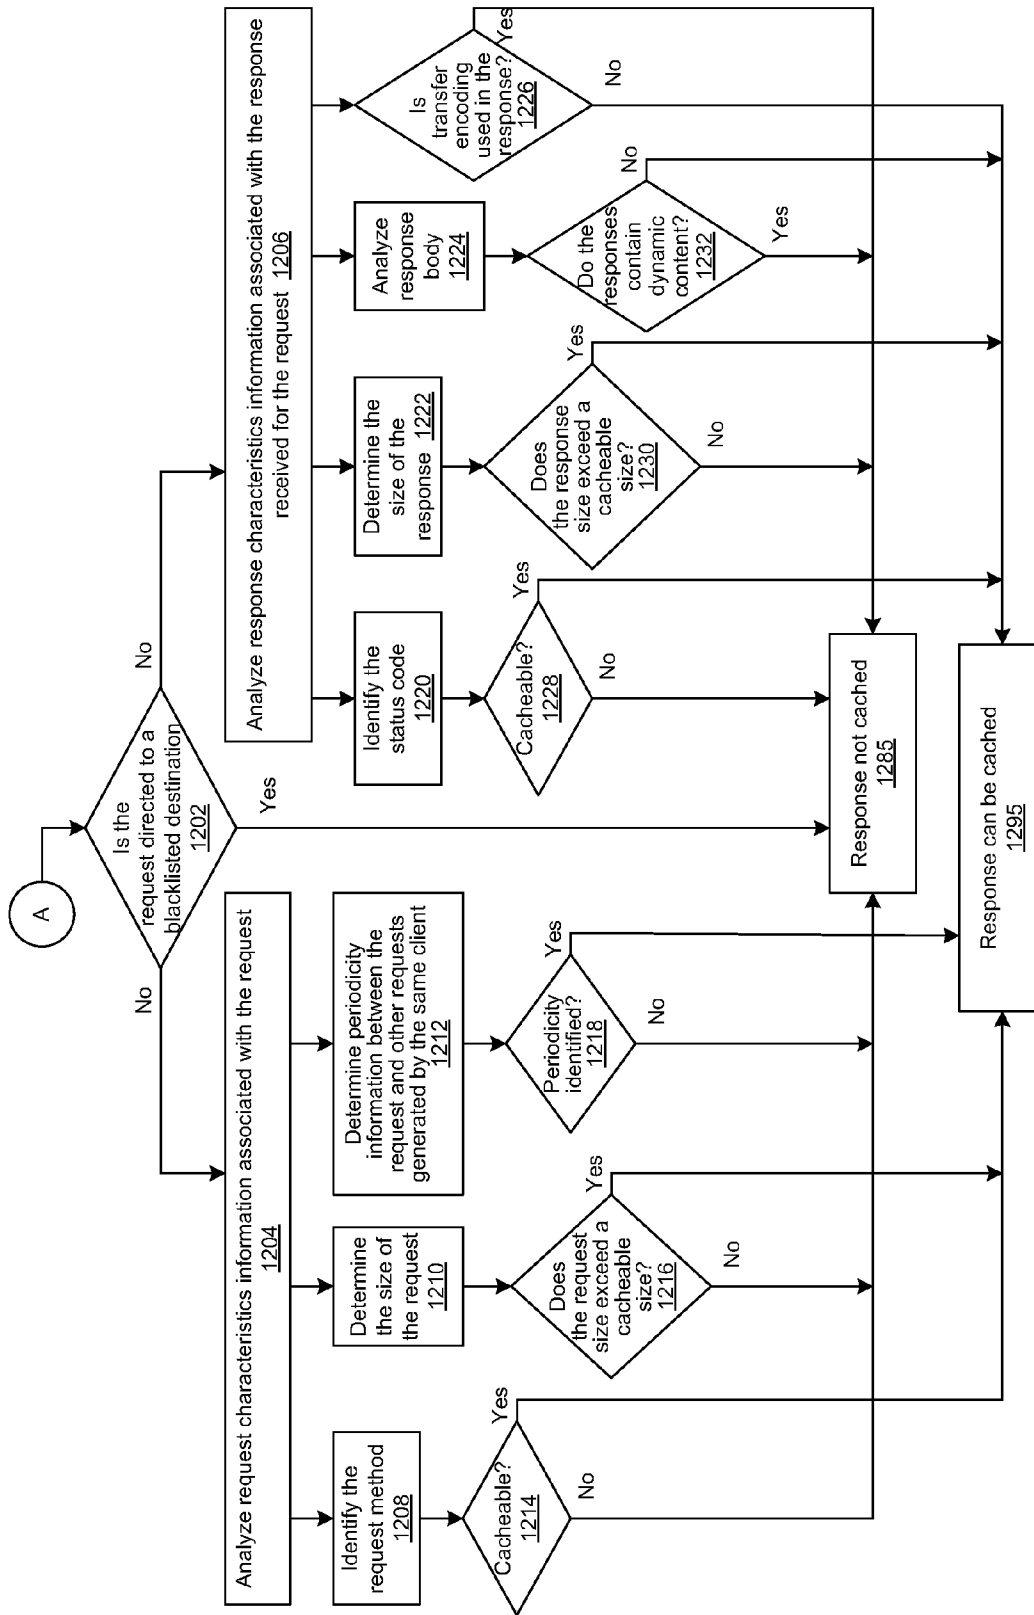 A
Is the
request directed to a
blacklisted destination
1202
No
No
Yes
Analyze request characteristics information associated with the request
1204
Identify the
request method
1208
Determine
the size of
the request
1210
Determine periodicity
information between the
request and other requests
generated by the same client
1212
Cacheable?
1214
Yes
No
Does
the request
size exceed a
cacheable
size?
1216
Yes
No
Periodicity
identified?
1218
Yes
No
Analyze response characteristics information associated with the response
received for the request 1206
Identify the
status code
1220
Determine the
size of the
response 1222
Analyze
response
body
1224
Is
transfer
encoding
used in the
response?
1226
Yes
No
Cacheable?
1228
Yes
No
Does
the response
size exceed a
cacheable
size?
1230
Yes
No
Do the
responses
contain
dynamic
content?
1232
No
Yes
Response not cached
1285
Response can be cached
1295